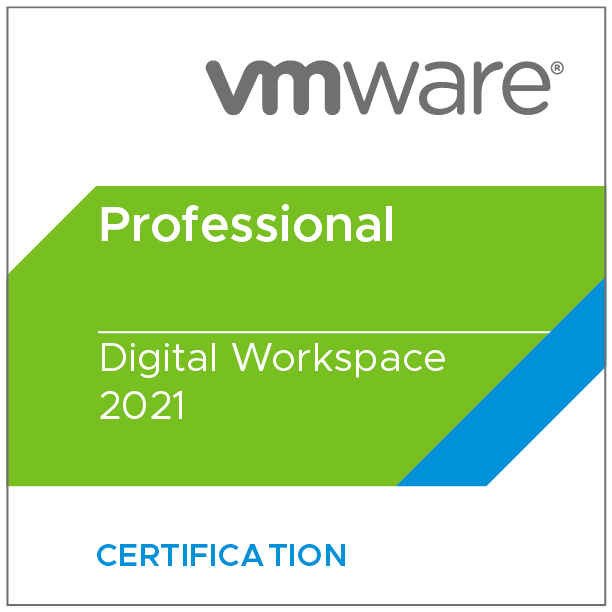 vmware®
Professional
Digital Workspace
2021
CERTIFICATION